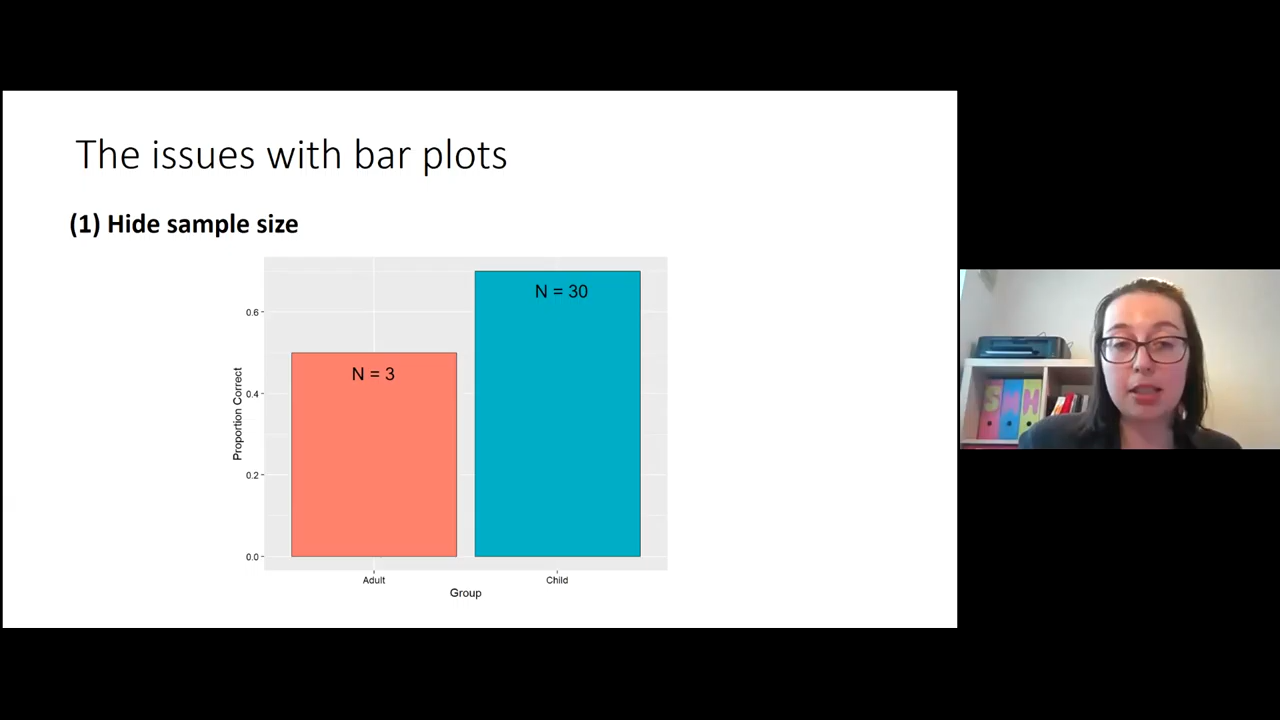 The issues with bar plots
(1) Hide sample size
N = 30
N = 3
0.6
0.4
0.2
0.0
Proportion Correct
Adult
Child
Group
SMH